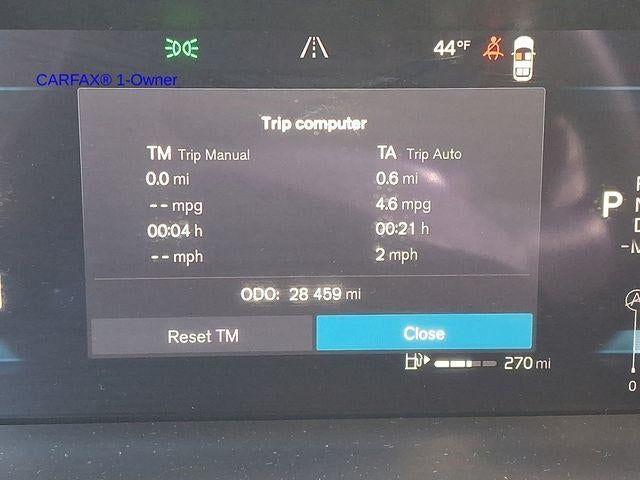 44°F
CARFAX® 1-Owner
Trip computer
TM Trip Manual TA Trip Auto
0.0 mi 0.6 mi
-- mpg 4.6 mpg
00:04 h 00:21 h
-- mph 2 mph
P
ODO: 28 459 mi
Reset TM Close
270 mi
0